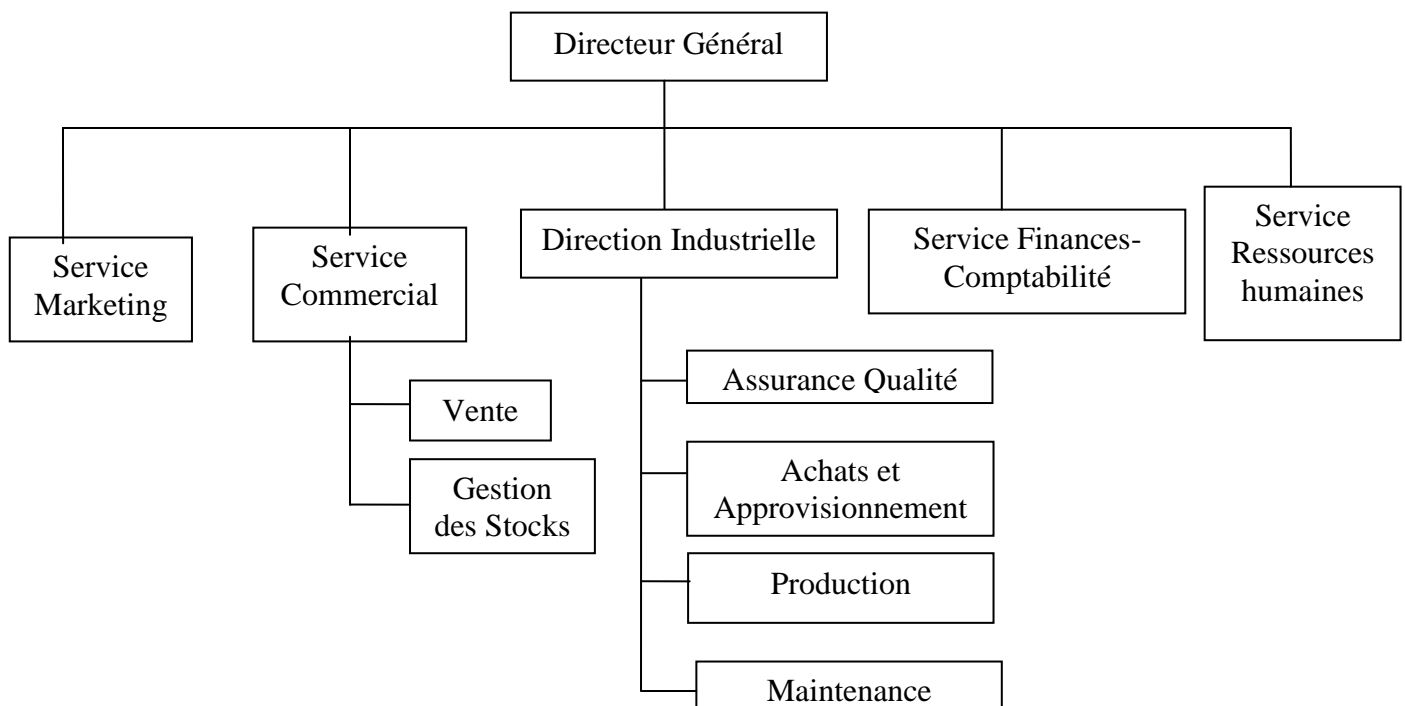 Directeur Général
Service
Marketing
Service
Commercial
Direction Industrielle
Service Finances-
Comptabilité
Service
Ressources
humaines
Vente
Gestion
des Stocks
Assurance Qualité
Achats et
Approvisionnement
Production
Maintenance